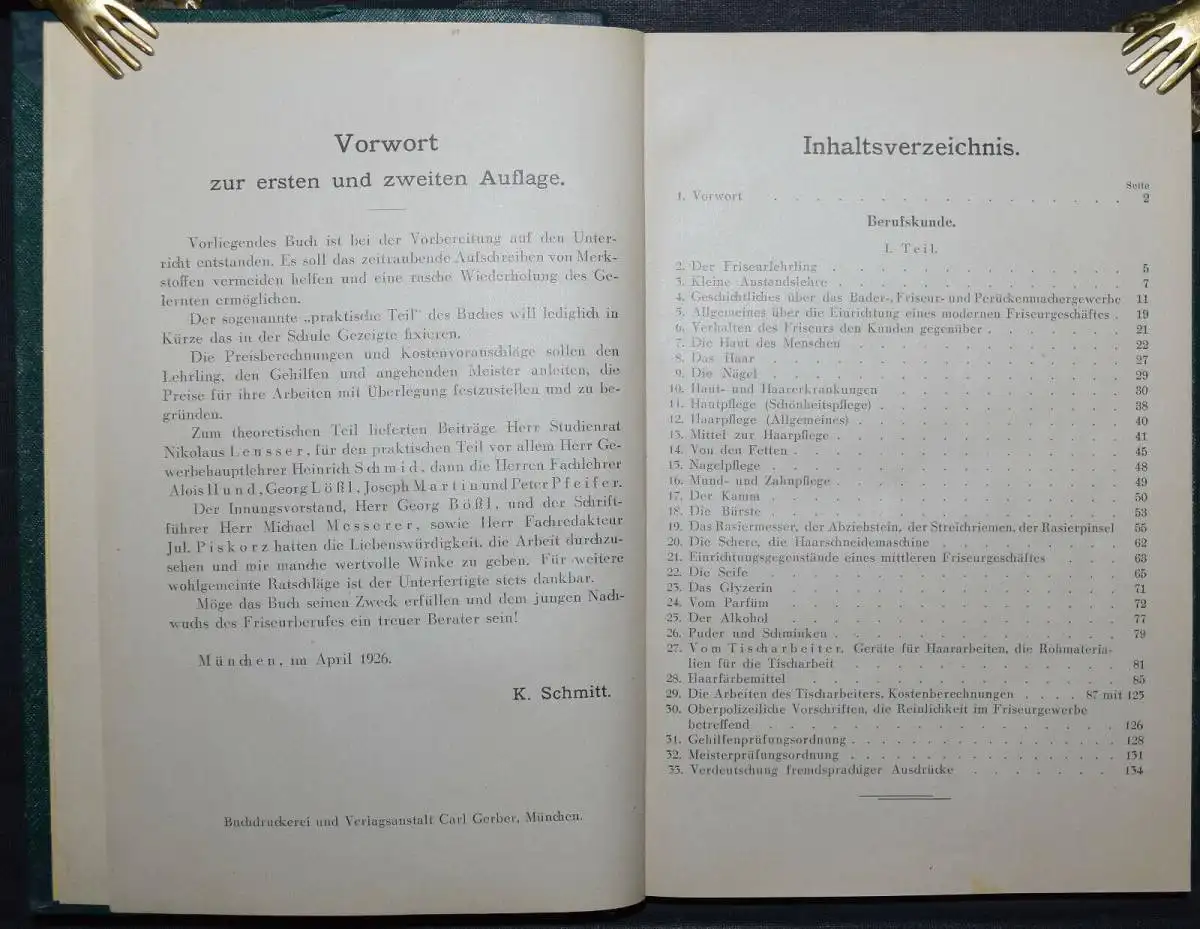 Vorwort
zur ersten und zweiten Auflage.
Vorliegendes Buch ist bei der Vorbereitung auf den Unter-
richt entstanden. Es soll das zeitraubende Aufschreiben von Merk-
stoffen vermeiden helfen und eine rasche Wiederholung des Ge-
lernten ermöglichen.
Der sogenannte „praktische Teil" des Buches will lediglich in
Kürze das in der Schule Gezeigte fixieren.
Die Preisberechnungen und Kostenvoranschläge sollen den
Lehrling, den Gehilfen und angehenden Meister anleiten, die
Preise für ihre Arbeiten mit Überlegung festzustellen und zu be-
gründen.
Zum theoretischen Teil lieferten Beiträge Herr Studienrat
Nikolaus Leusser, für den praktischen Teil vor allem Herr Ge-
werbehauptlehrer Heinrich Schmid, dann die Herren Fachlehrer
Alois Hund, Georg Lößl, Joseph Martin und Peter Pfeifer.
Der Innungsvorstand, Herr Georg Bößl, und der Schrift-
führer Herr Michael Messerer, sowie Herr Fachredakteur
Jul. Piskorz hatten die Liebenswürdigkeit, die Arbeit durchzu-
sehen und mir manche wertvolle Winke zu geben. Für weitere
wohlgemeinte Ratschläge ist der Unterfertigte stets dankbar.
Möge das Buch seinen Zweck erfüllen und dem jungen Nach-
wuchs des Friseurberufes ein treuer Berater sein!
München, im April 1926.
K. Schmitt.
Buchdruckerei und Verlagsanstalt Carl Gerber, München.
Inhaltsverzeichnis.
Seite
1. Vorwort . . . . . . . . . . . . . . . . . 2
Berufskunde.
I. Teil.
2. Der Friseurlehrling . . . . . . . . . . . . . 5
3. Kleine Anstandslehre . . . . . . . . . . . . . 7
4. Geschichtliches über das Bader-, Friseur- und Perückenmachergewerbe 11
5. Allgemeines über die Einrichtung eines modernen Friseurgeschäftes . 19
6. Verhalten des Friseurs den Kunden gegenüber . . . . . . 21
7. Die Haut des Menschen . . . . . . . . . . . . 22
8. Das Haar . . . . . . . . . . . . . . . . 27
9. Die Nägel . . . . . . . . . . . . . . . . 29
10. Haut- und Haarerkrankungen . . . . . . . . . . 30
11. Hautpflege (Schönheitspflege) . . . . . . . . . . . 38
12. Haarpflege (Allgemeines) . . . . . . . . . . . . 40
13. Mittel zur Haarpflege . . . . . . . . . . . . . 41
14. Von den Fetten . . . . . . . . . . . . . . . 45
15. Nagelpflege . . . . . . . . . . . . . . . . 48
16. Mund- und Zahnpflege . . . . . . . . . . . . . 49
17. Der Kamm . . . . . . . . . . . . . . . . 50
18. Die Bürste . . . . . . . . . . . . . . . . 53
19. Das Rasiermesser, der Abziehstein, der Streichriemen, der Rasierpinsel 55
20. Die Schere, die Haarschneidemaschine . . . . . . . . 62
21. Einrichtungsgegenstände eines mittleren Friseurgeschäftes . . . . 63
22. Die Seife . . . . . . . . . . . . . . . . 65
23. Das Glyzerin . . . . . . . . . . . . . . . 71
24. Vom Parfüm . . . . . . . . . . . . . . . 72
25. Der Alkohol . . . . . . . . . . . . . . . 77
26. Puder und Schminken . . . . . . . . . . . . . 79
27. Vom Tischarbeiter. Geräte für Haararbeiten, die Rohmateria-
lien für die Tischarbeit . . . . . . . . . . . . 81
28. Haarfärbemittel . . . . . . . . . . . . . . 85
29. Die Arbeiten des Tischarbeiters, Kostenberechnungen . . . . 87 mit 125
30. Oberpolizeiliche Vorschriften, die Reinlichkeit im Friseurgewerbe
betreffend . . . . . . . . . . . . . . . . 126
31. Gehilfenprüfungsordnung . . . . . . . . . . . . 128
32. Meisterprüfungsordnung . . . . . . . . . . . . 131
33. Verdeutschung fremdsprachiger Ausdrücke . . . . . . . 134